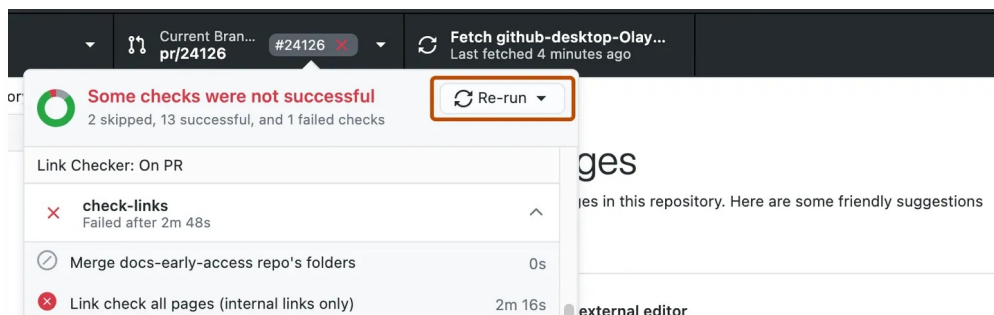 Current Bran...
pr/24126
#24126
Fetch github-desktop-Olay...
Last fetched 4 minutes ago
Some checks were not successful
2 skipped, 13 successful, and 1 failed checks
Re-run
Link Checker: On PR
check-links
Failed after 2m 48s
Merge docs-early-access repo's folders 0s
Link check all pages (internal links only) 2m 16s
ges
in this repository. Here are some friendly suggestions
external editor